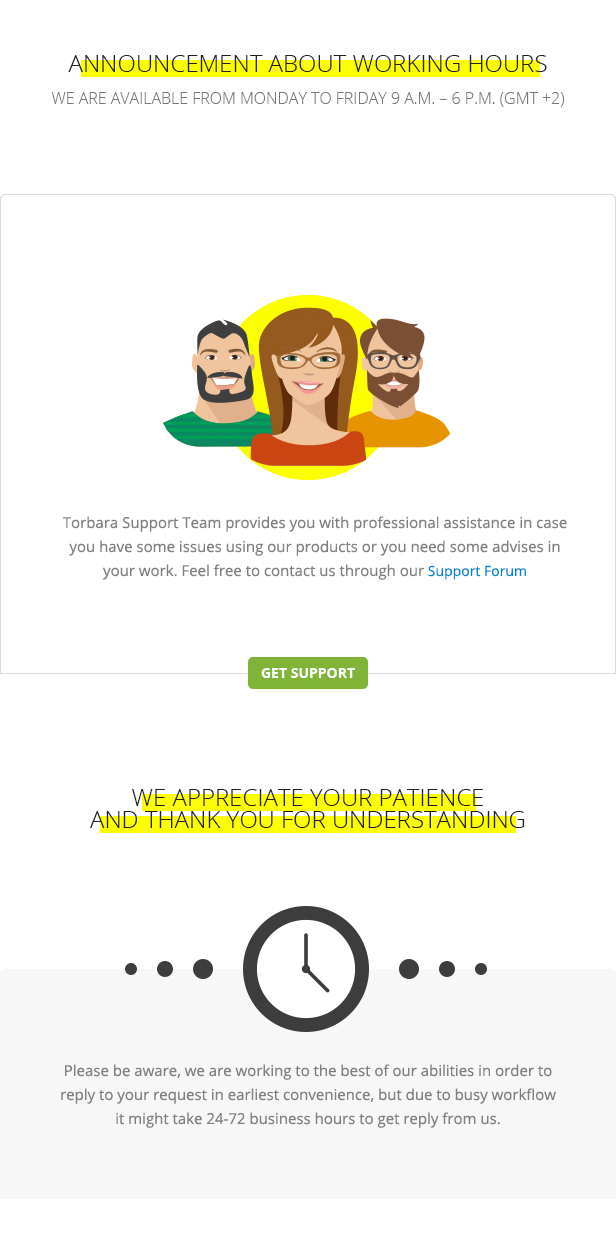 ANNOUNCEMENT ABOUT WORKING HOURS
WE ARE AVAILABLE FROM MONDAY TO FRIDAY 9 A.M. – 6 P.M. (GMT +2)
Torbara Support Team provides you with professional assistance in case
you have some issues using our products or you need some advises in
your work. Feel free to contact us through our Support Forum
GET SUPPORT
WE APPRECIATE YOUR PATIENCE
AND THANK YOU FOR UNDERSTANDING
Please be aware, we are working to the best of our abilities in order to
reply to your request in earliest convenience, but due to busy workflow
it might take 24-72 business hours to get reply from us.